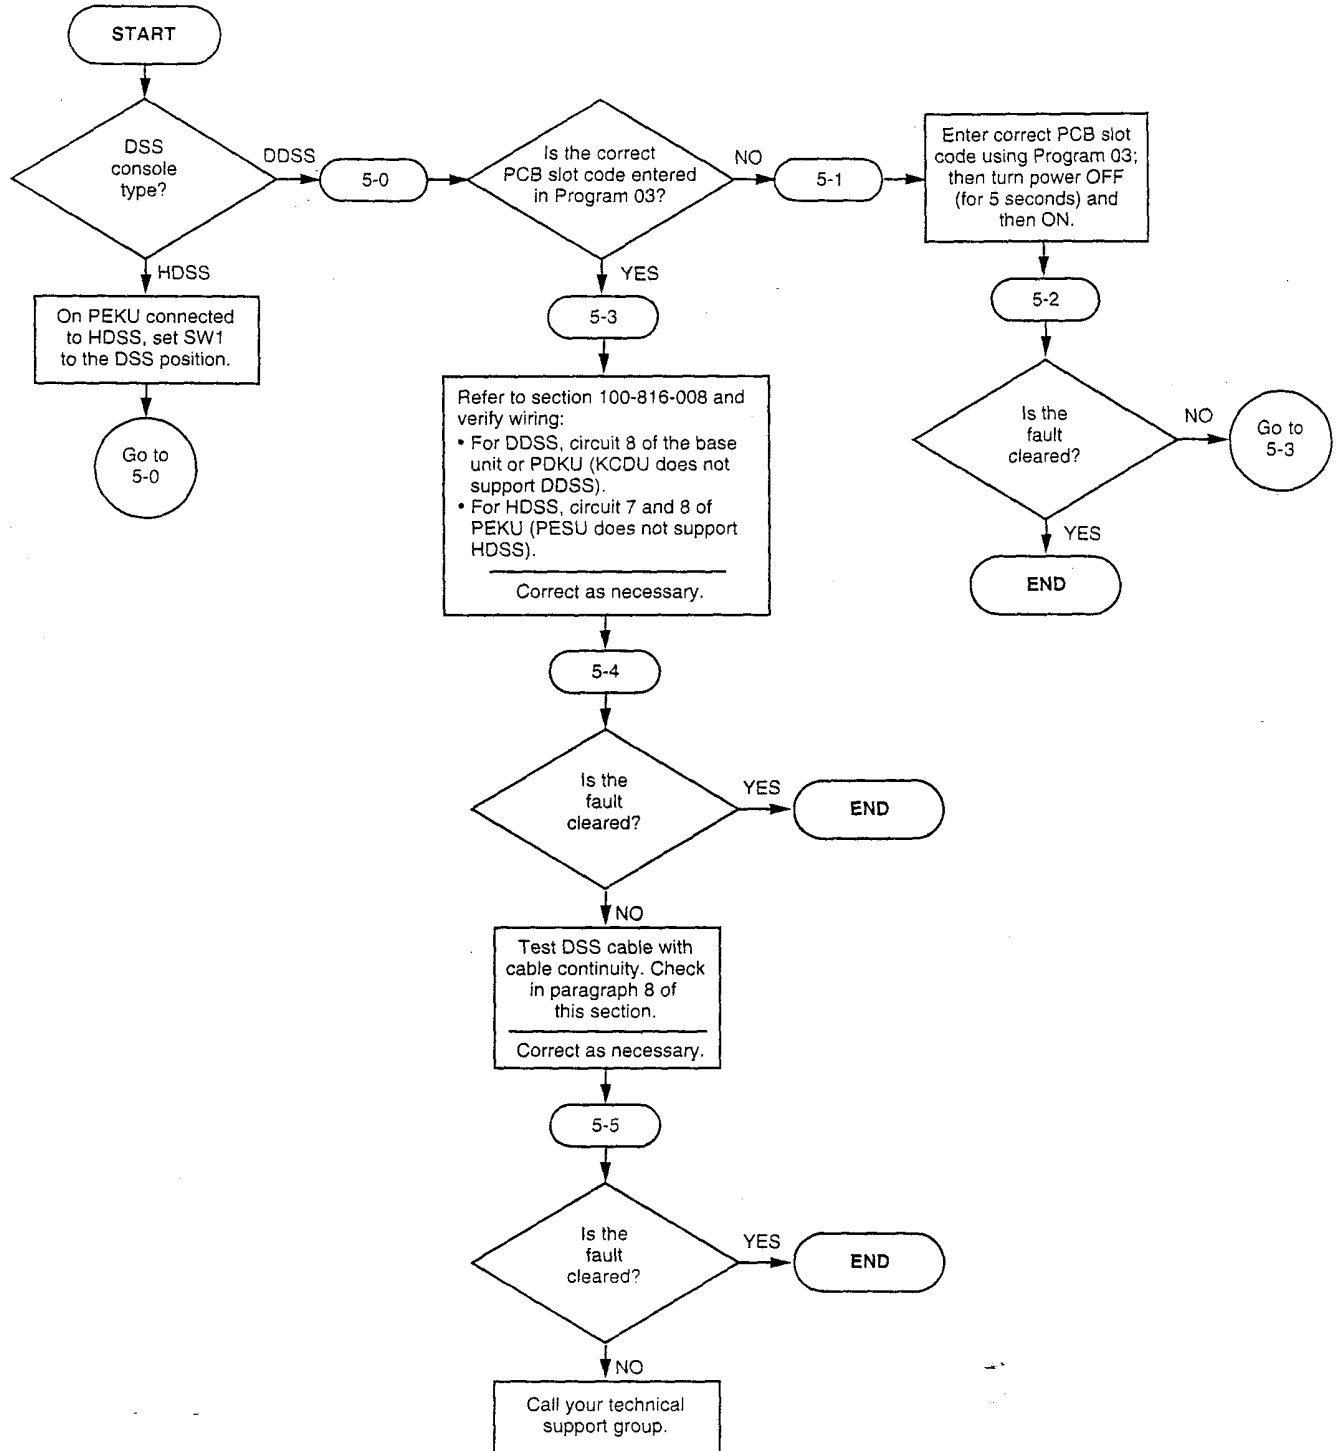 START
DSS
console
type?
DDSS
5-0
Is the correct
PCB slot code entered
in Program 03?
NO
5-1
Enter correct PCB slot
code using Program 03;
then turn power OFF
(for 5 seconds) and
then ON.
HDSS
On PEKU connected
to HDSS, set SW1
to the DSS position.
Go to
5-0
YES
5-3
5-2
Is the
fault
cleared?
NO
Go to
5-3
YES
END
Refer to section 100-816-008 and
verify wiring:
• For DDSS, circuit 8 of the base
unit or PDKU (KCDU does not
support DDSS).
• For HDSS, circuit 7 and 8 of
PEKU (PESU does not support
HDSS).
Correct as necessary.
5-4
Is the
fault
cleared?
YES
END
NO
Test DSS cable with
cable continuity. Check
in paragraph 8 of
this section.
Correct as necessary.
5-5
Is the
fault
cleared?
YES
END
NO
Call your technical
support group.